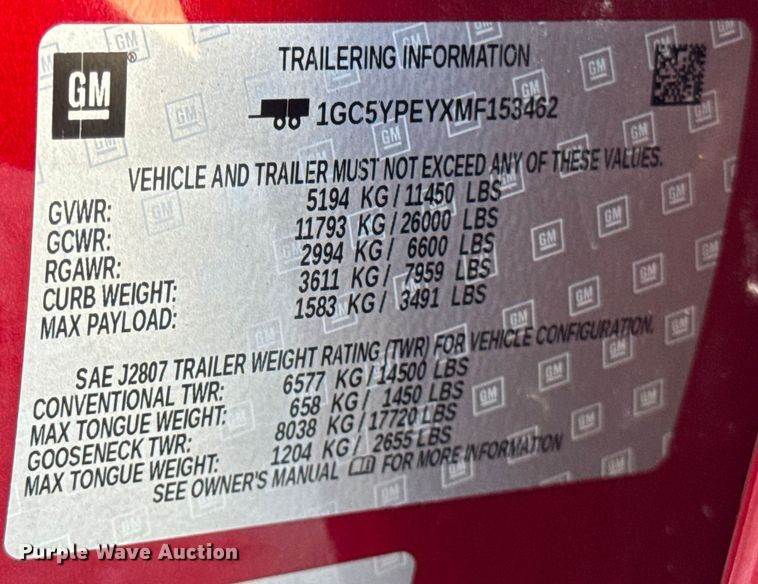 GM
TRAILERING INFORMATION
1GC5YPEYXMF153462
VEHICLE AND TRAILER MUST NOT EXCEED ANY OF THESE VALUES.
GVWR: 5194 KG / 11450 LBS
GCWR: 11793 KG / 26000 LBS
RGAWR: 2994 KG / 6600 LBS
CURB WEIGHT: 3611 KG / 7959 LBS
MAX PAYLOAD: 1583 KG / 3491 LBS
SAE J2807 TRAILER WEIGHT RATING (TWR) FOR VEHICLE CONFIGURATION.
CONVENTIONAL TWR: 6577 KG / 14500 LBS
MAX TONGUE WEIGHT: 658 KG / 1450 LBS
GOOSENECK TWR: 8038 KG / 17720 LBS
MAX TONGUE WEIGHT: 1204 KG / 2655 LBS
SEE OWNER'S MANUAL FOR MORE INFORMATION
Purple Wave Auction